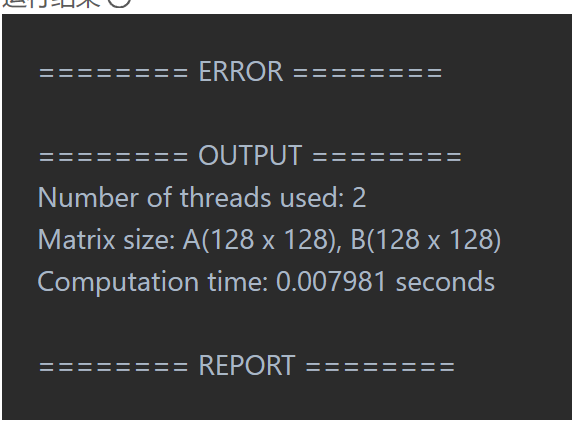 运行结果
======== ERROR ========
======== OUTPUT ========
Number of threads used: 2
Matrix size: A(128 x 128), B(128 x 128)
Computation time: 0.007981 seconds
======== REPORT ========